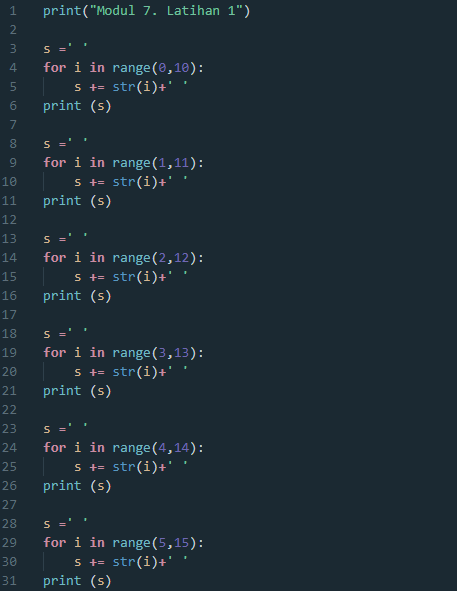 1 print("Modul 7. Latihan 1")
2
3 s =' '
4 for i in range(0,10):
5     s += str(i)+' '
6 print (s)
7
8 s =' '
9 for i in range(1,11):
10     s += str(i)+' '
11 print (s)
12
13 s =' '
14 for i in range(2,12):
15     s += str(i)+' '
16 print (s)
17
18 s =' '
19 for i in range(3,13):
20     s += str(i)+' '
21 print (s)
22
23 s =' '
24 for i in range(4,14):
25     s += str(i)+' '
26 print (s)
27
28 s =' '
29 for i in range(5,15):
30     s += str(i)+' '
31 print (s)